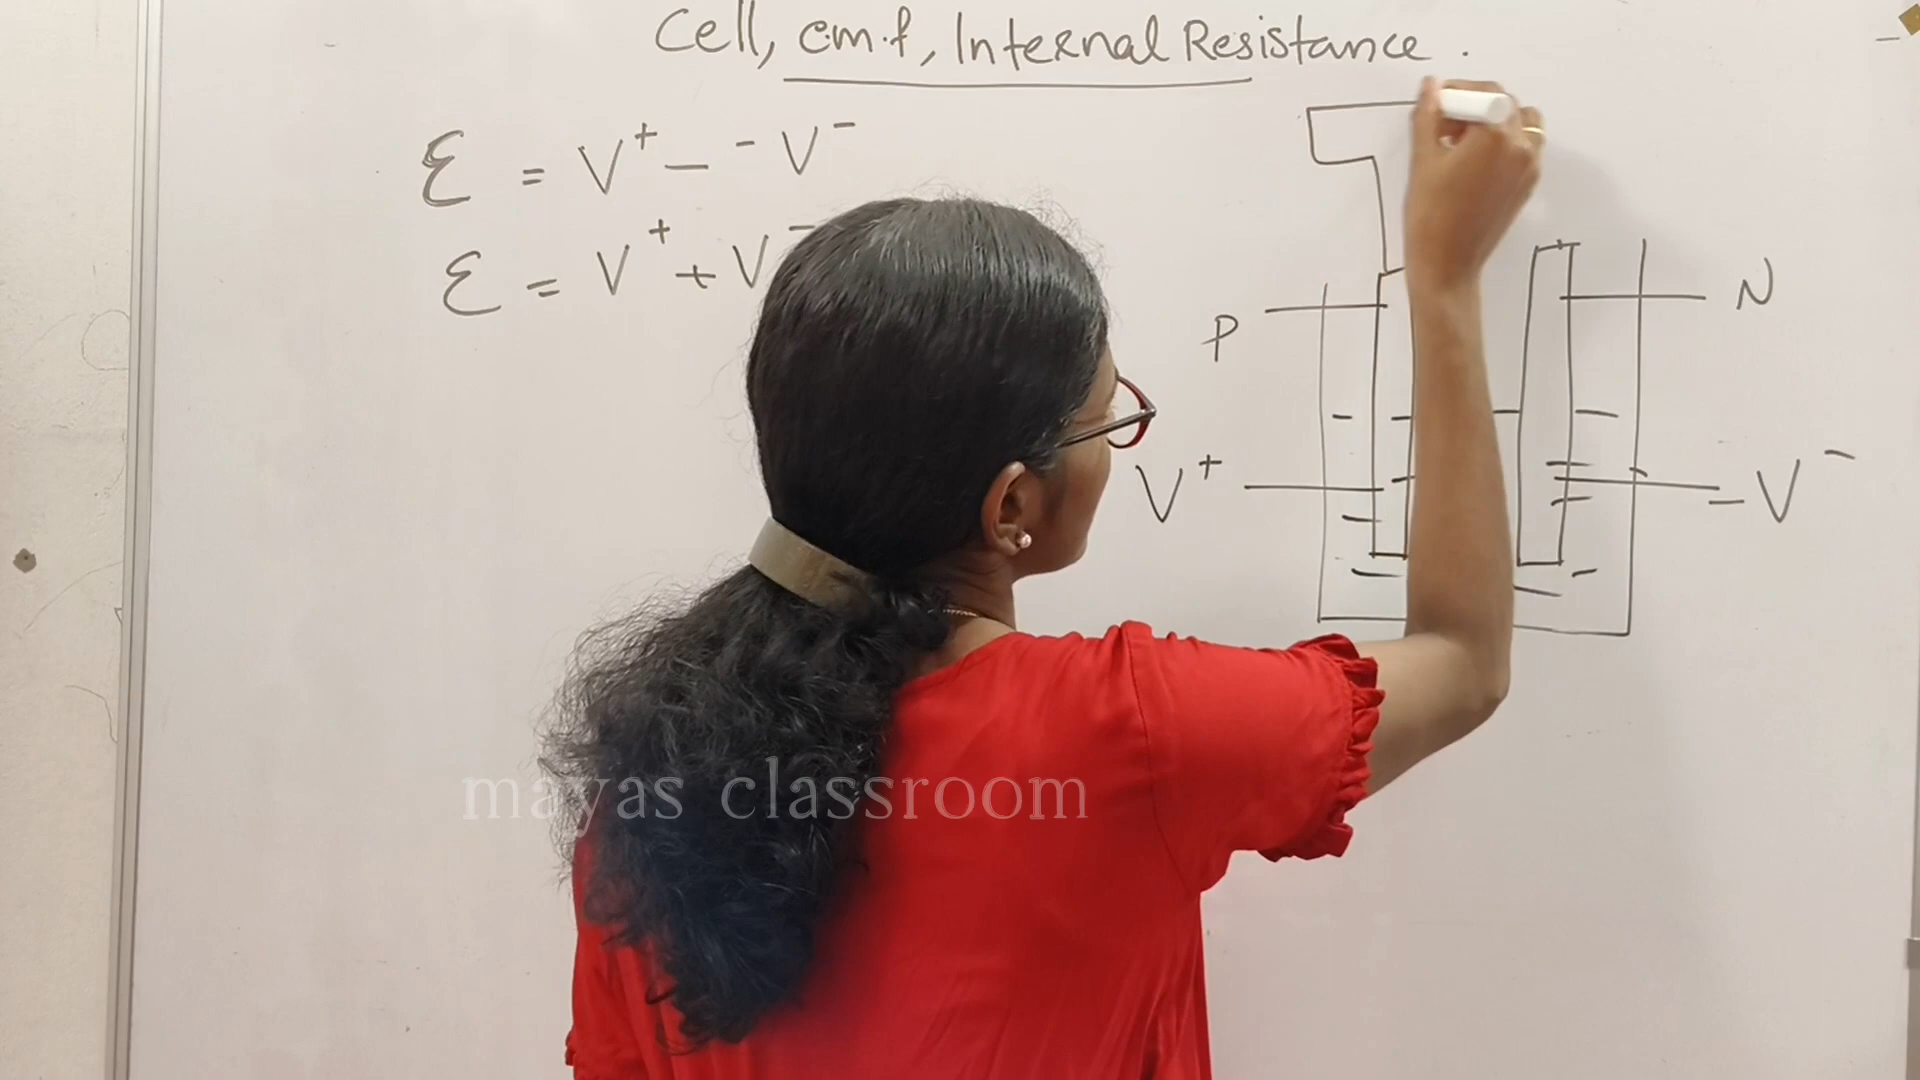 Cell, e.m.f, Internal Resistance.
Ɛ = V⁺ - -V⁻
Ɛ = V⁺ + V⁻
P
N
V⁺
-V⁻
mayas classroom